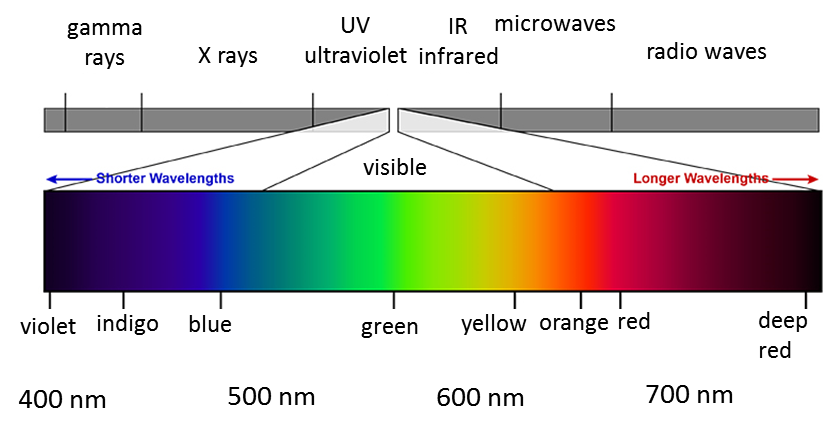 gamma
rays
X rays
UV
ultraviolet
IR
infrared
microwaves
radio waves
visible
Shorter Wavelengths
Longer Wavelengths
violet
indigo
blue
green
yellow
orange
red
deep
red
400 nm
500 nm
600 nm
700 nm